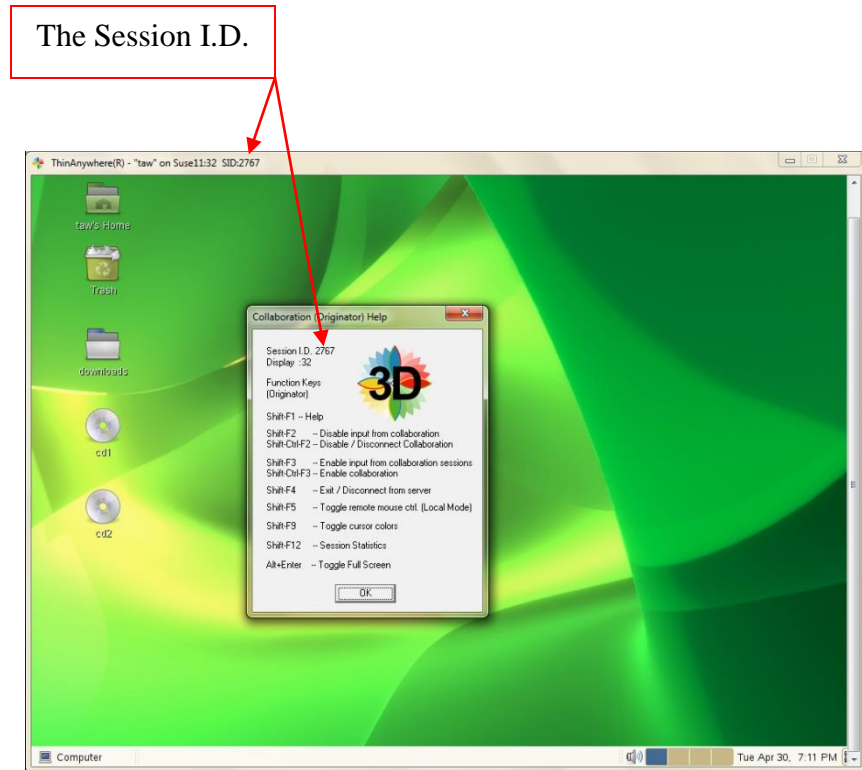 The Session I.D.
ThinAnywhere(R) - "taw" on Suse11:32 SID:2767
taw's Home
Trash
downloads
cd1
cd2
Collaboration (Originator) Help
Session I.D. 2767
Display :32
3D
Function Keys
(Originator)
Shift-F1 -- Help
Shift-F2 -- Disable input from collaboration
Shift-Ctrl-F2 -- Disable / Disconnect Collaboration
Shift-F3 -- Enable input from collaboration sessions
Shift-Ctrl-F3 -- Enable collaboration
Shift-F4 -- Exit / Disconnect from server
Shift-F5 -- Toggle remote mouse ctrl. (Local Mode)
Shift-F9 -- Toggle cursor colors
Shift-F12 -- Session Statistics
Alt+Enter -- Toggle Full Screen
OK
Computer
Tue Apr 30, 7:11 PM